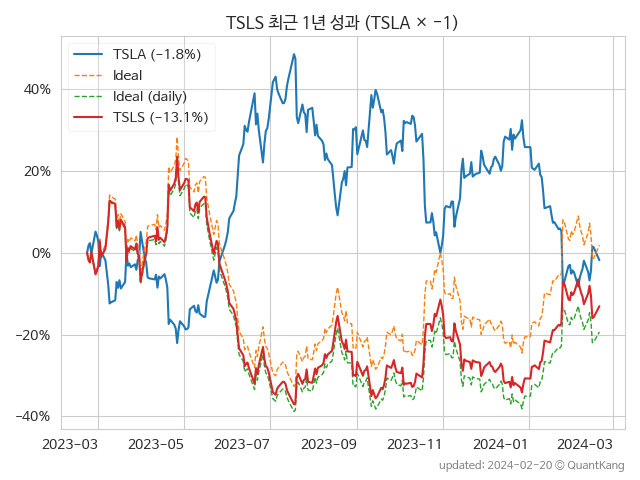 TSLS 최근 1년 성과 (TSLA × −1)
TSLA (−1.8%)
Ideal
Ideal (daily)
TSLS (−13.1%)
40%
20%
0%
−20%
−40%
2023-03 2023-05 2023-07 2023-09 2023-11 2024-01 2024-03
updated: 2024-02-20 © QuantKang